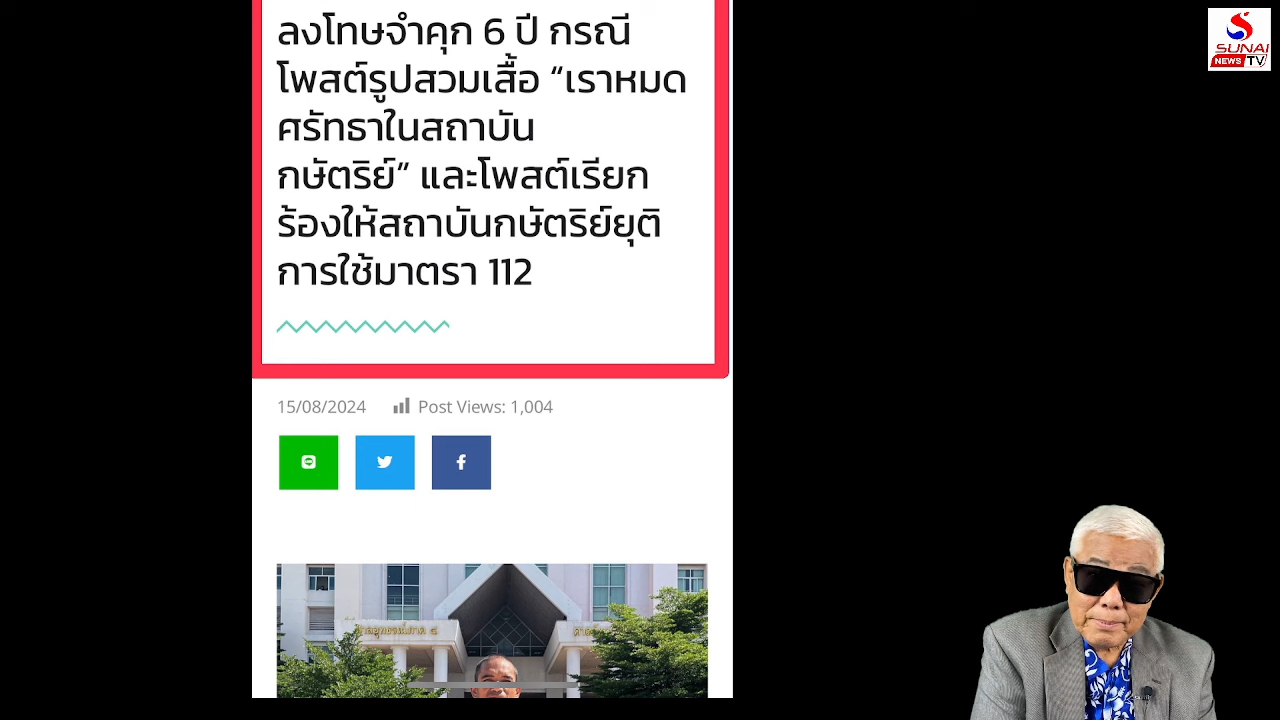 ลงโทษจำคุก 6 ปี กรณี
โพสต์รูปสวมเสื้อ “เราหมด
ศรัทธาในสถาบัน
กษัตริย์” และโพสต์เรียก
ร้องให้สถาบันกษัตริย์ยุติ
การใช้มาตรา 112
15/08/2024 Post Views: 1,004
SUNAI
NEWS TV